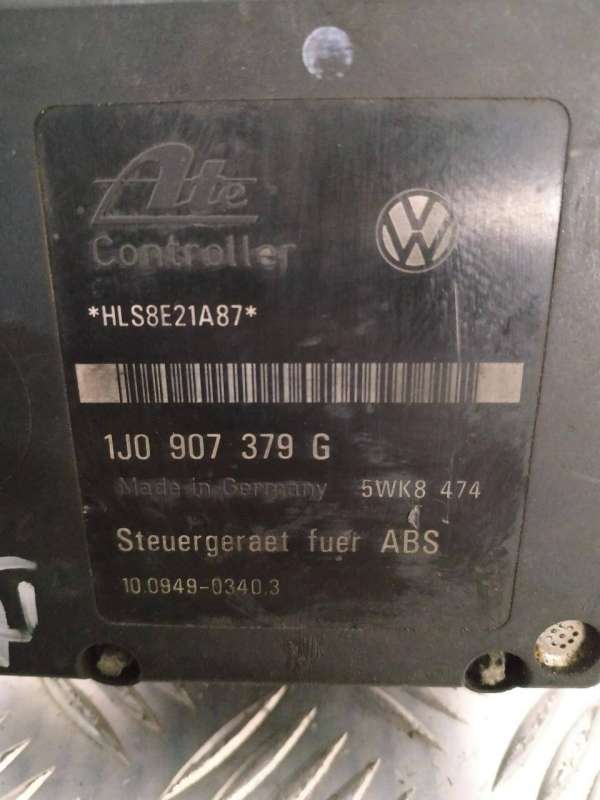 Ate
Controller
*HLS8E21A87*
1J0 907 379 G
Made in Germany 5WK8 474
Steuergeraet fuer ABS
10.0949-0340.3